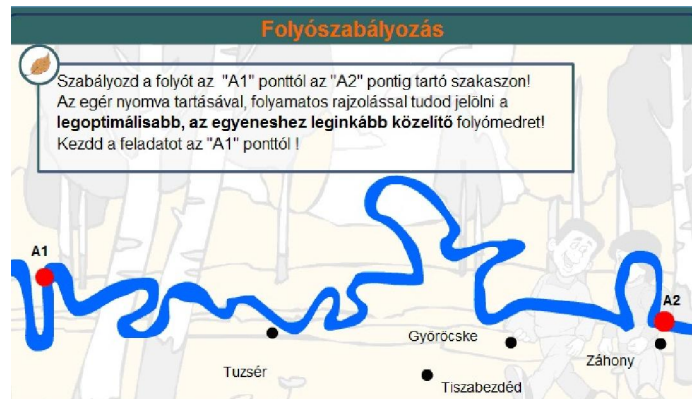 Folyószabályozás
Szabályozd a folyót az "A1" ponttól az "A2" pontig tartó szakaszon!
Az egér nyomva tartásával, folyamatos rajzolással tudod jelölni a
legoptimálisabb, az egyeneshez leginkább közelítő folyómedret!
Kezdd a feladatot az "A1" ponttól !
A1
A2
Győröcske
Záhony
Tuzsér
Tiszabezdéd